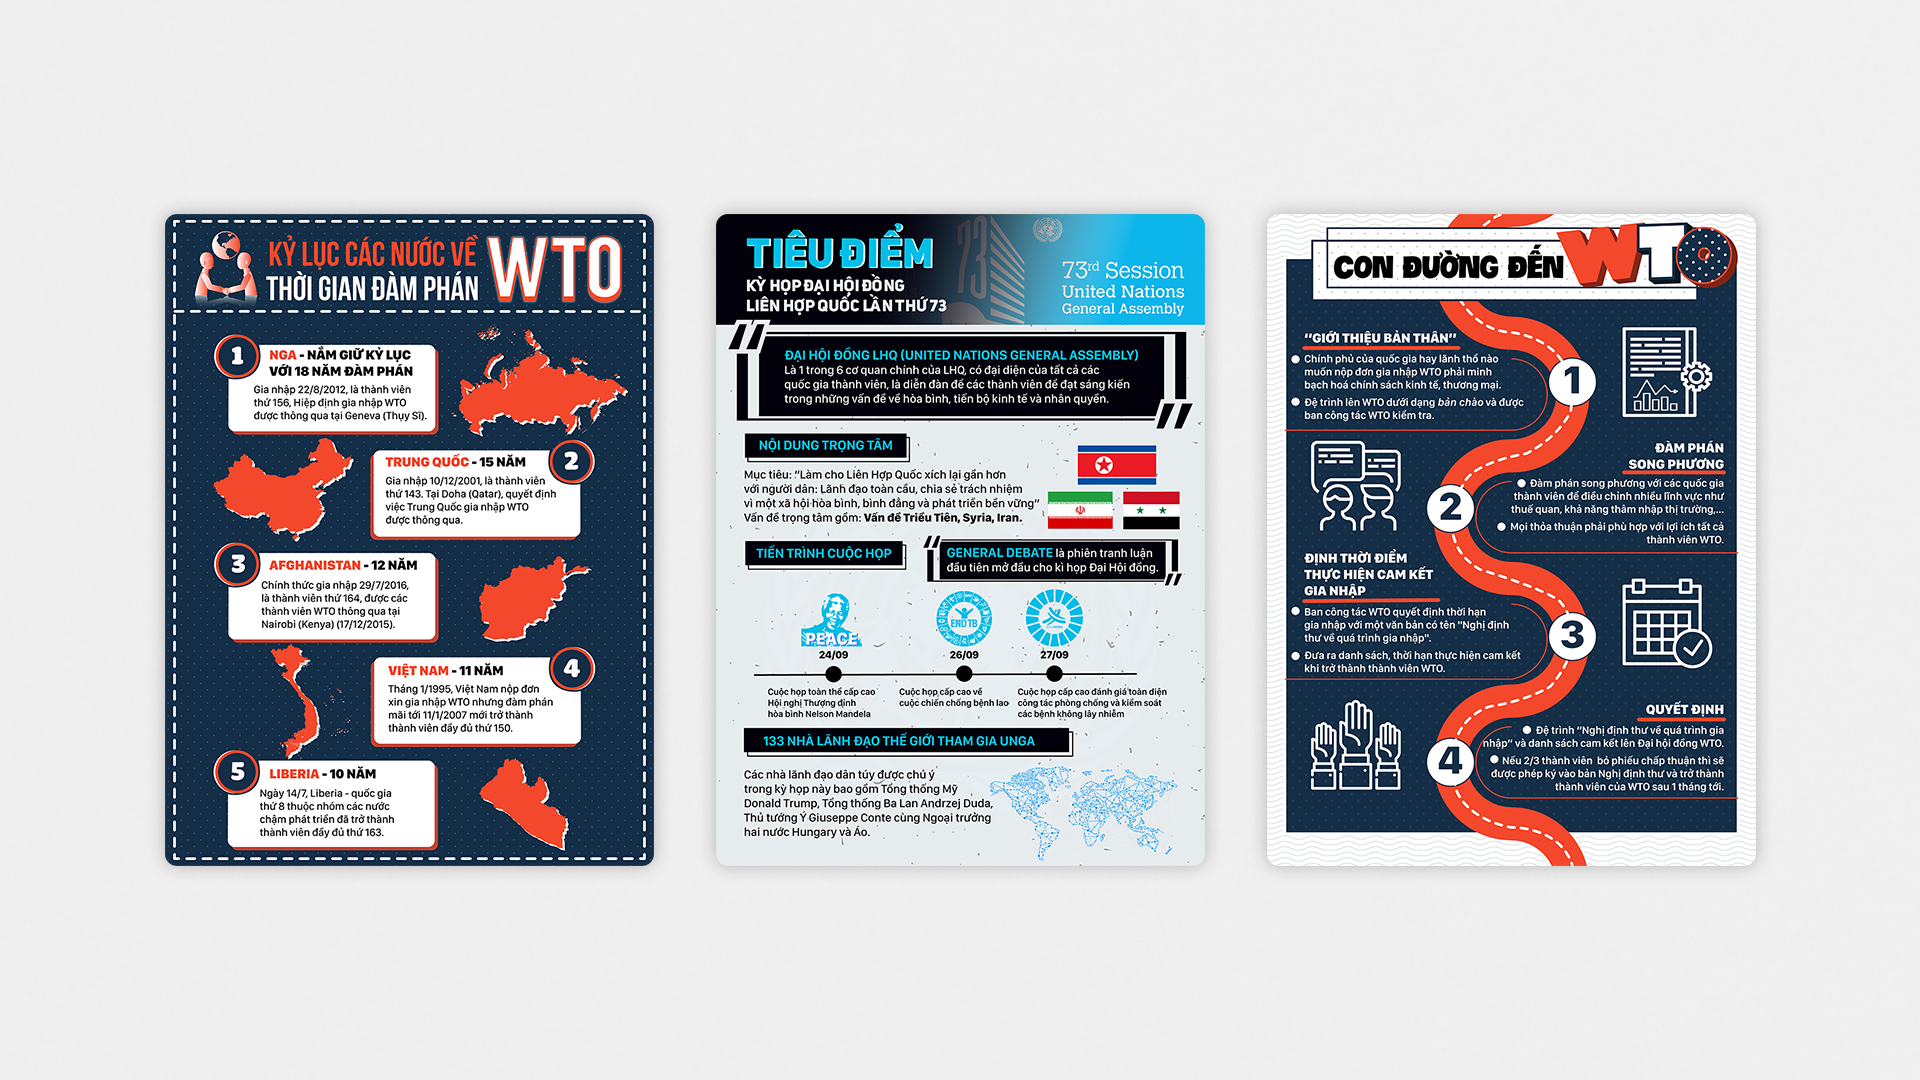 KỶ LỤC CÁC NƯỚC VỀ
THỜI GIAN ĐÀM PHÁN
WTO
1
NGA - NẮM GIỮ KỶ LỤC
VỚI 18 NĂM ĐÀM PHÁN
Gia nhập 22/8/2012, là thành viên
thứ 156, Hiệp định gia nhập WTO
được thông qua tại Geneva (Thụy Sĩ).
TRUNG QUỐC - 15 NĂM
2
Gia nhập 10/12/2001, là thành viên
thứ 143. Tại Doha (Qatar), quyết định
việc Trung Quốc gia nhập WTO
được thông qua.
3
AFGHANISTAN - 12 NĂM
Chính thức gia nhập 29/7/2016,
là thành viên thứ 164, được các
thành viên WTO thông qua tại
Nairobi (Kenya) (17/12/2015).
VIỆT NAM - 11 NĂM
4
Tháng 1/1995, Việt Nam nộp đơn
xin gia nhập WTO nhưng đàm phán
mãi tới 11/1/2007 mới trở thành
thành viên đầy đủ thứ 150.
5
LIBERIA - 10 NĂM
Ngày 14/7, Liberia - quốc gia
thứ 8 thuộc nhóm các nước
chậm phát triển đã trở thành
thành viên đầy đủ thứ 163.
TIÊU ĐIỂM
KỲ HỌP ĐẠI HỘI ĐỒNG
LIÊN HỢP QUỐC LẦN THỨ 73
73
73rd Session
United Nations
General Assembly
ĐẠI HỘI ĐỒNG LHQ (UNITED NATIONS GENERAL ASSEMBLY)
Là 1 trong 6 cơ quan chính của LHQ, có đại diện của tất cả các
quốc gia thành viên, là diễn đàn để các thành viên để đạt sáng kiến
trong những vấn đề về hòa bình, tiến bộ kinh tế và nhân quyền.
NỘI DUNG TRỌNG TÂM
Mục tiêu: "Làm cho Liên Hợp Quốc xích lại gần hơn
với người dân: Lãnh đạo toàn cầu, chia sẻ trách nhiệm
vì một xã hội hòa bình, bình đẳng và phát triển bền vững"
Vấn đề trọng tâm gồm: Vấn đề Triều Tiên, Syria, Iran.
TIẾN TRÌNH CUỘC HỌP
GENERAL DEBATE là phiên tranh luận
đầu tiên mở đầu cho kì họp Đại Hội đồng.
PEACE
END TB
24/09
26/09
27/09
Cuộc họp toàn thể cấp cao
Hội nghị Thượng định
hòa bình Nelson Mandela
Cuộc họp cấp cao về
cuộc chiến chống bệnh lao
Cuộc họp cấp cao đánh giá toàn diện
công tác phòng chống và kiểm soát
các bệnh không lây nhiễm
133 NHÀ LÃNH ĐẠO THẾ GIỚI THAM GIA UNGA
Các nhà lãnh đạo dân túy được chú ý
trong kỳ họp này bao gồm Tổng thống Mỹ
Donald Trump, Tổng thống Ba Lan Andrzej Duda,
Thủ tướng Ý Giuseppe Conte cùng Ngoại trưởng
hai nước Hungary và Áo.
CON ĐƯỜNG ĐẾN WTO
"GIỚI THIỆU BẢN THÂN"
● Chính phủ của quốc gia hay lãnh thổ nào
muốn nộp đơn gia nhập WTO phải minh
bạch hoá chính sách kinh tế, thương mại.
● Đệ trình lên WTO dưới dạng bản chào và được
ban công tác WTO kiểm tra.
1
ĐÀM PHÁN
SONG PHƯƠNG
2
● Đàm phán song phương với các quốc gia
thành viên để điều chỉnh nhiều lĩnh vực như
thuế quan, khả năng thâm nhập thị trường,...
● Mọi thỏa thuận phải phù hợp với lợi ích tất cả
thành viên WTO.
ĐỊNH THỜI ĐIỂM
THỰC HIỆN CAM KẾT
GIA NHẬP
● Ban công tác WTO quyết định thời hạn
gia nhập với một văn bản có tên "Nghị định
thư về quá trình gia nhập".
● Đưa ra danh sách, thời hạn thực hiện cam kết
khi trở thành thành viên WTO.
3
QUYẾT ĐỊNH
4
● Đệ trình "Nghị định thư về quá trình gia
nhập" và danh sách cam kết lên Đại hội đồng WTO.
● Nếu 2/3 thành viên bỏ phiếu chấp thuận thì sẽ
được phép ký vào bản Nghị định thư và trở thành
thành viên của WTO sau 1 tháng tới.